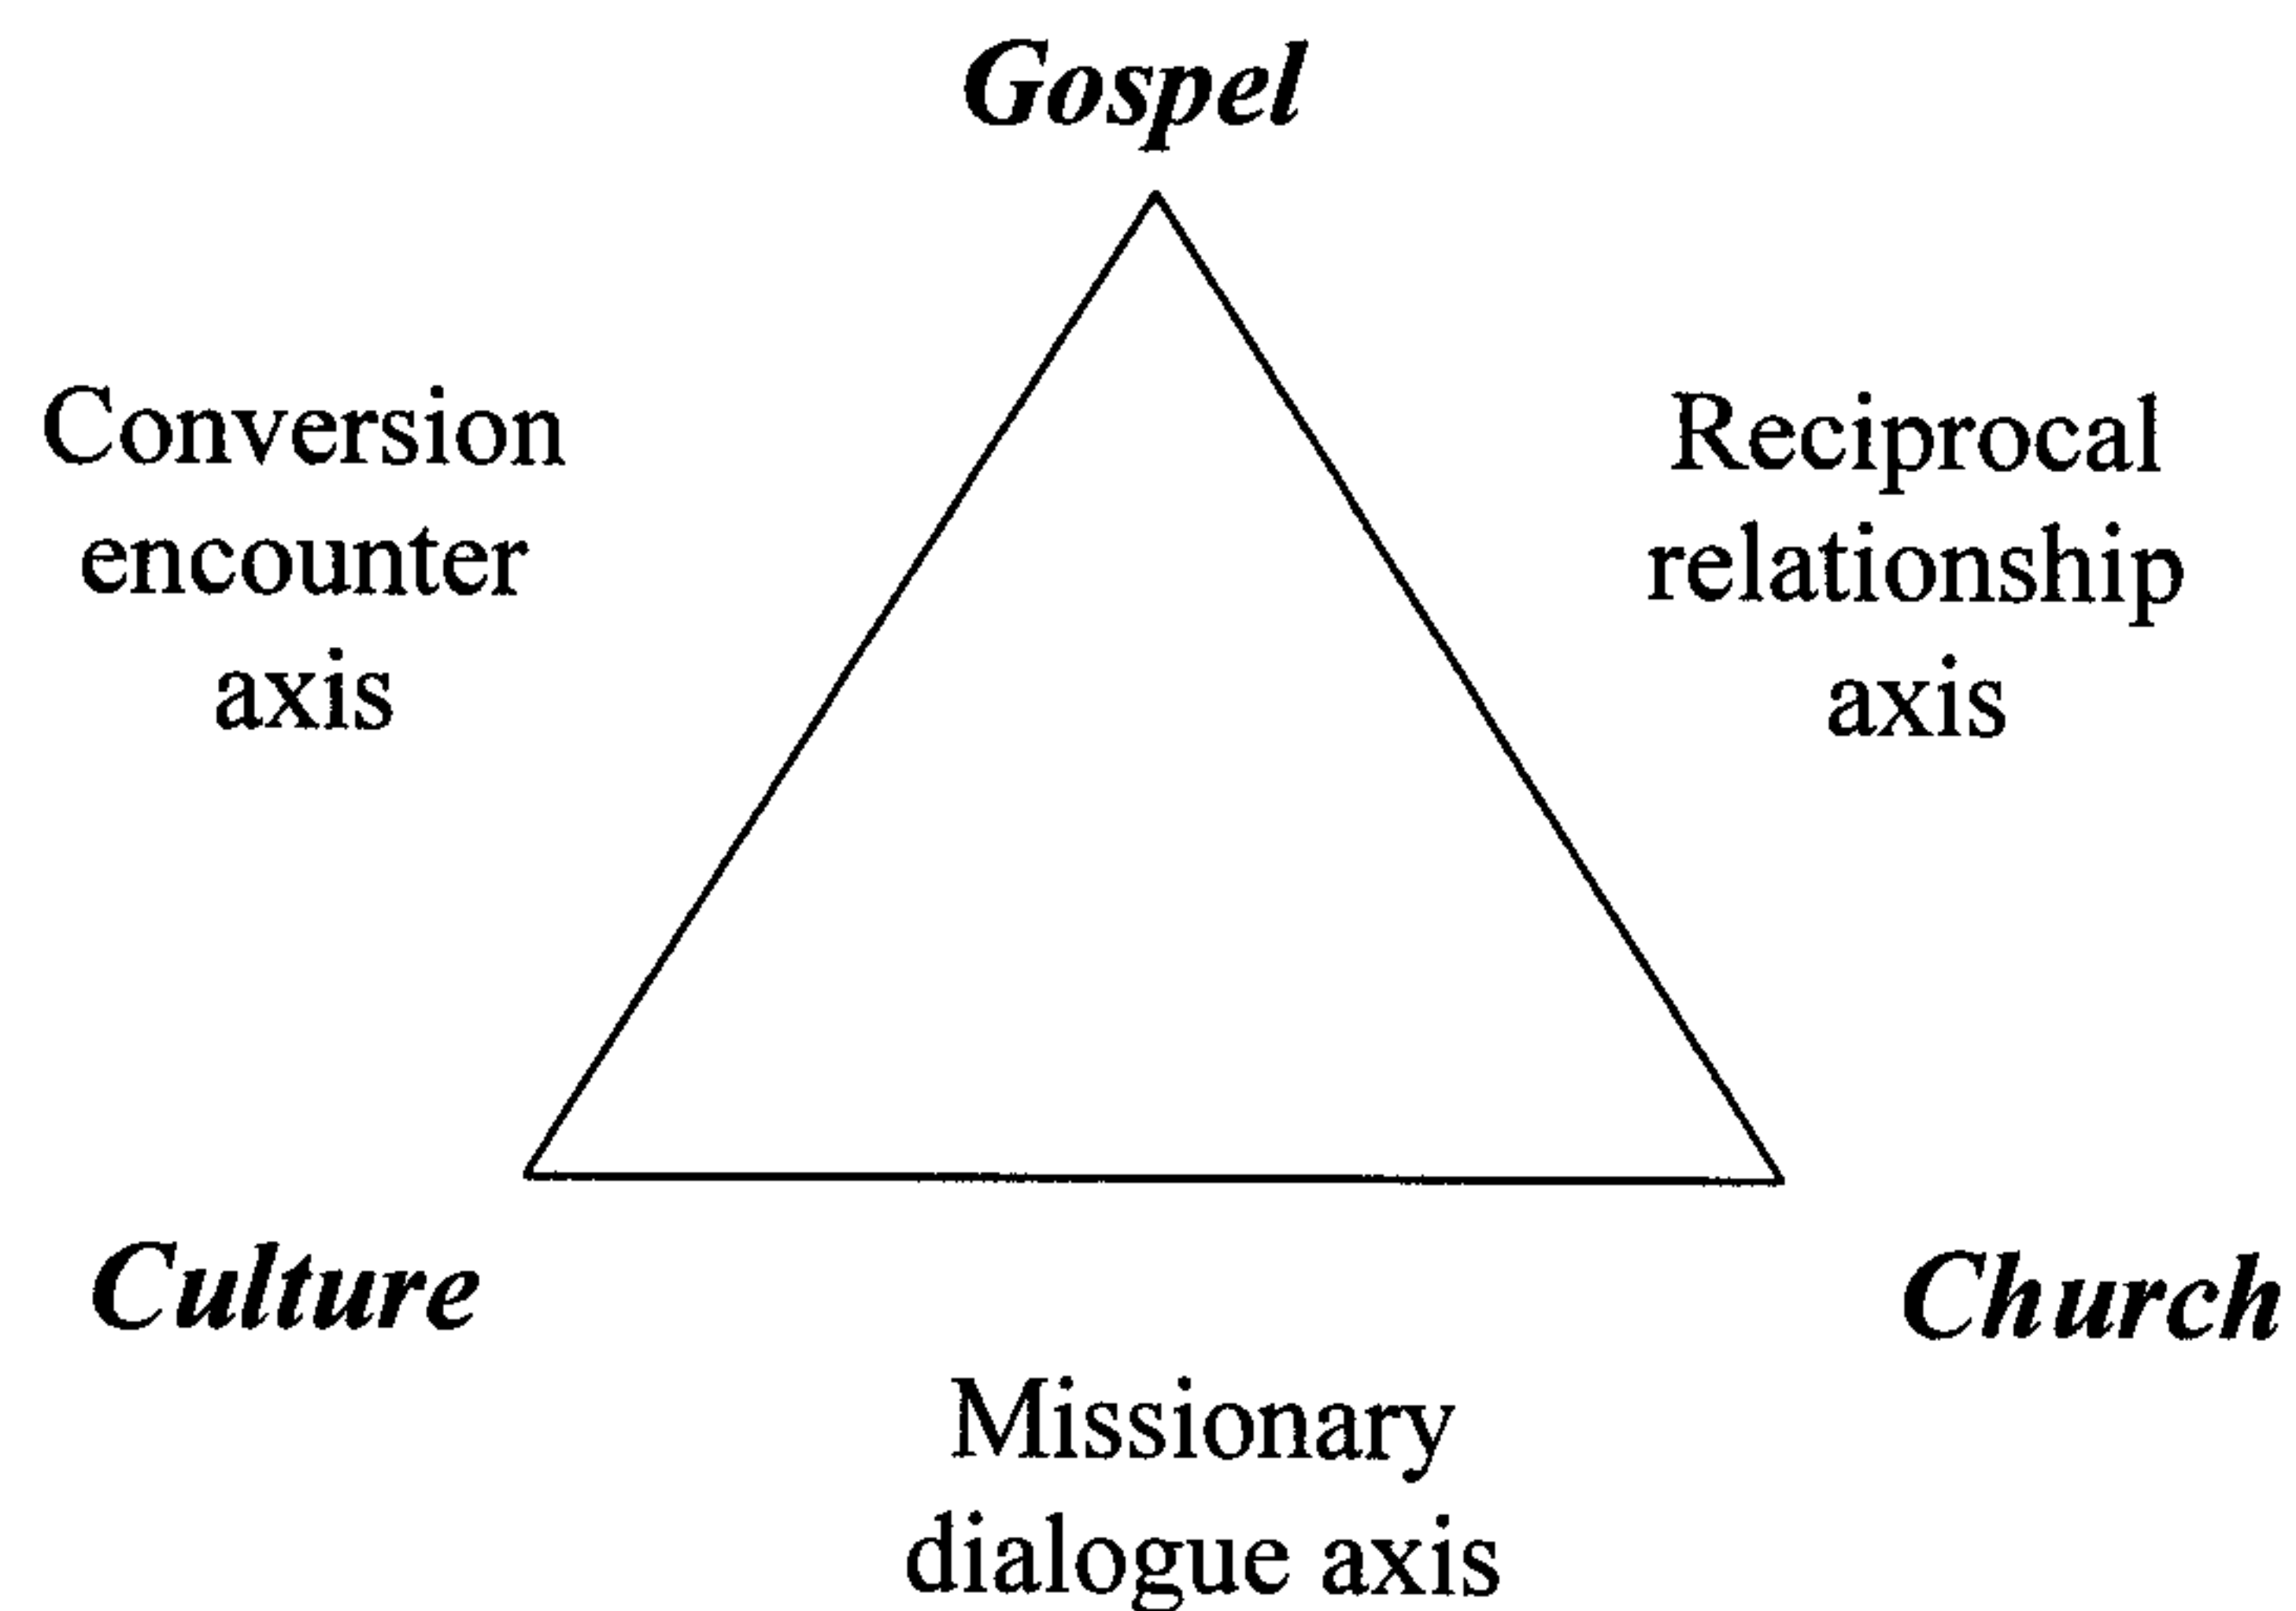 Gospel
Conversion
encounter
axis
Reciprocal
relationship
axis
Culture
Church
Missionary
dialogue axis